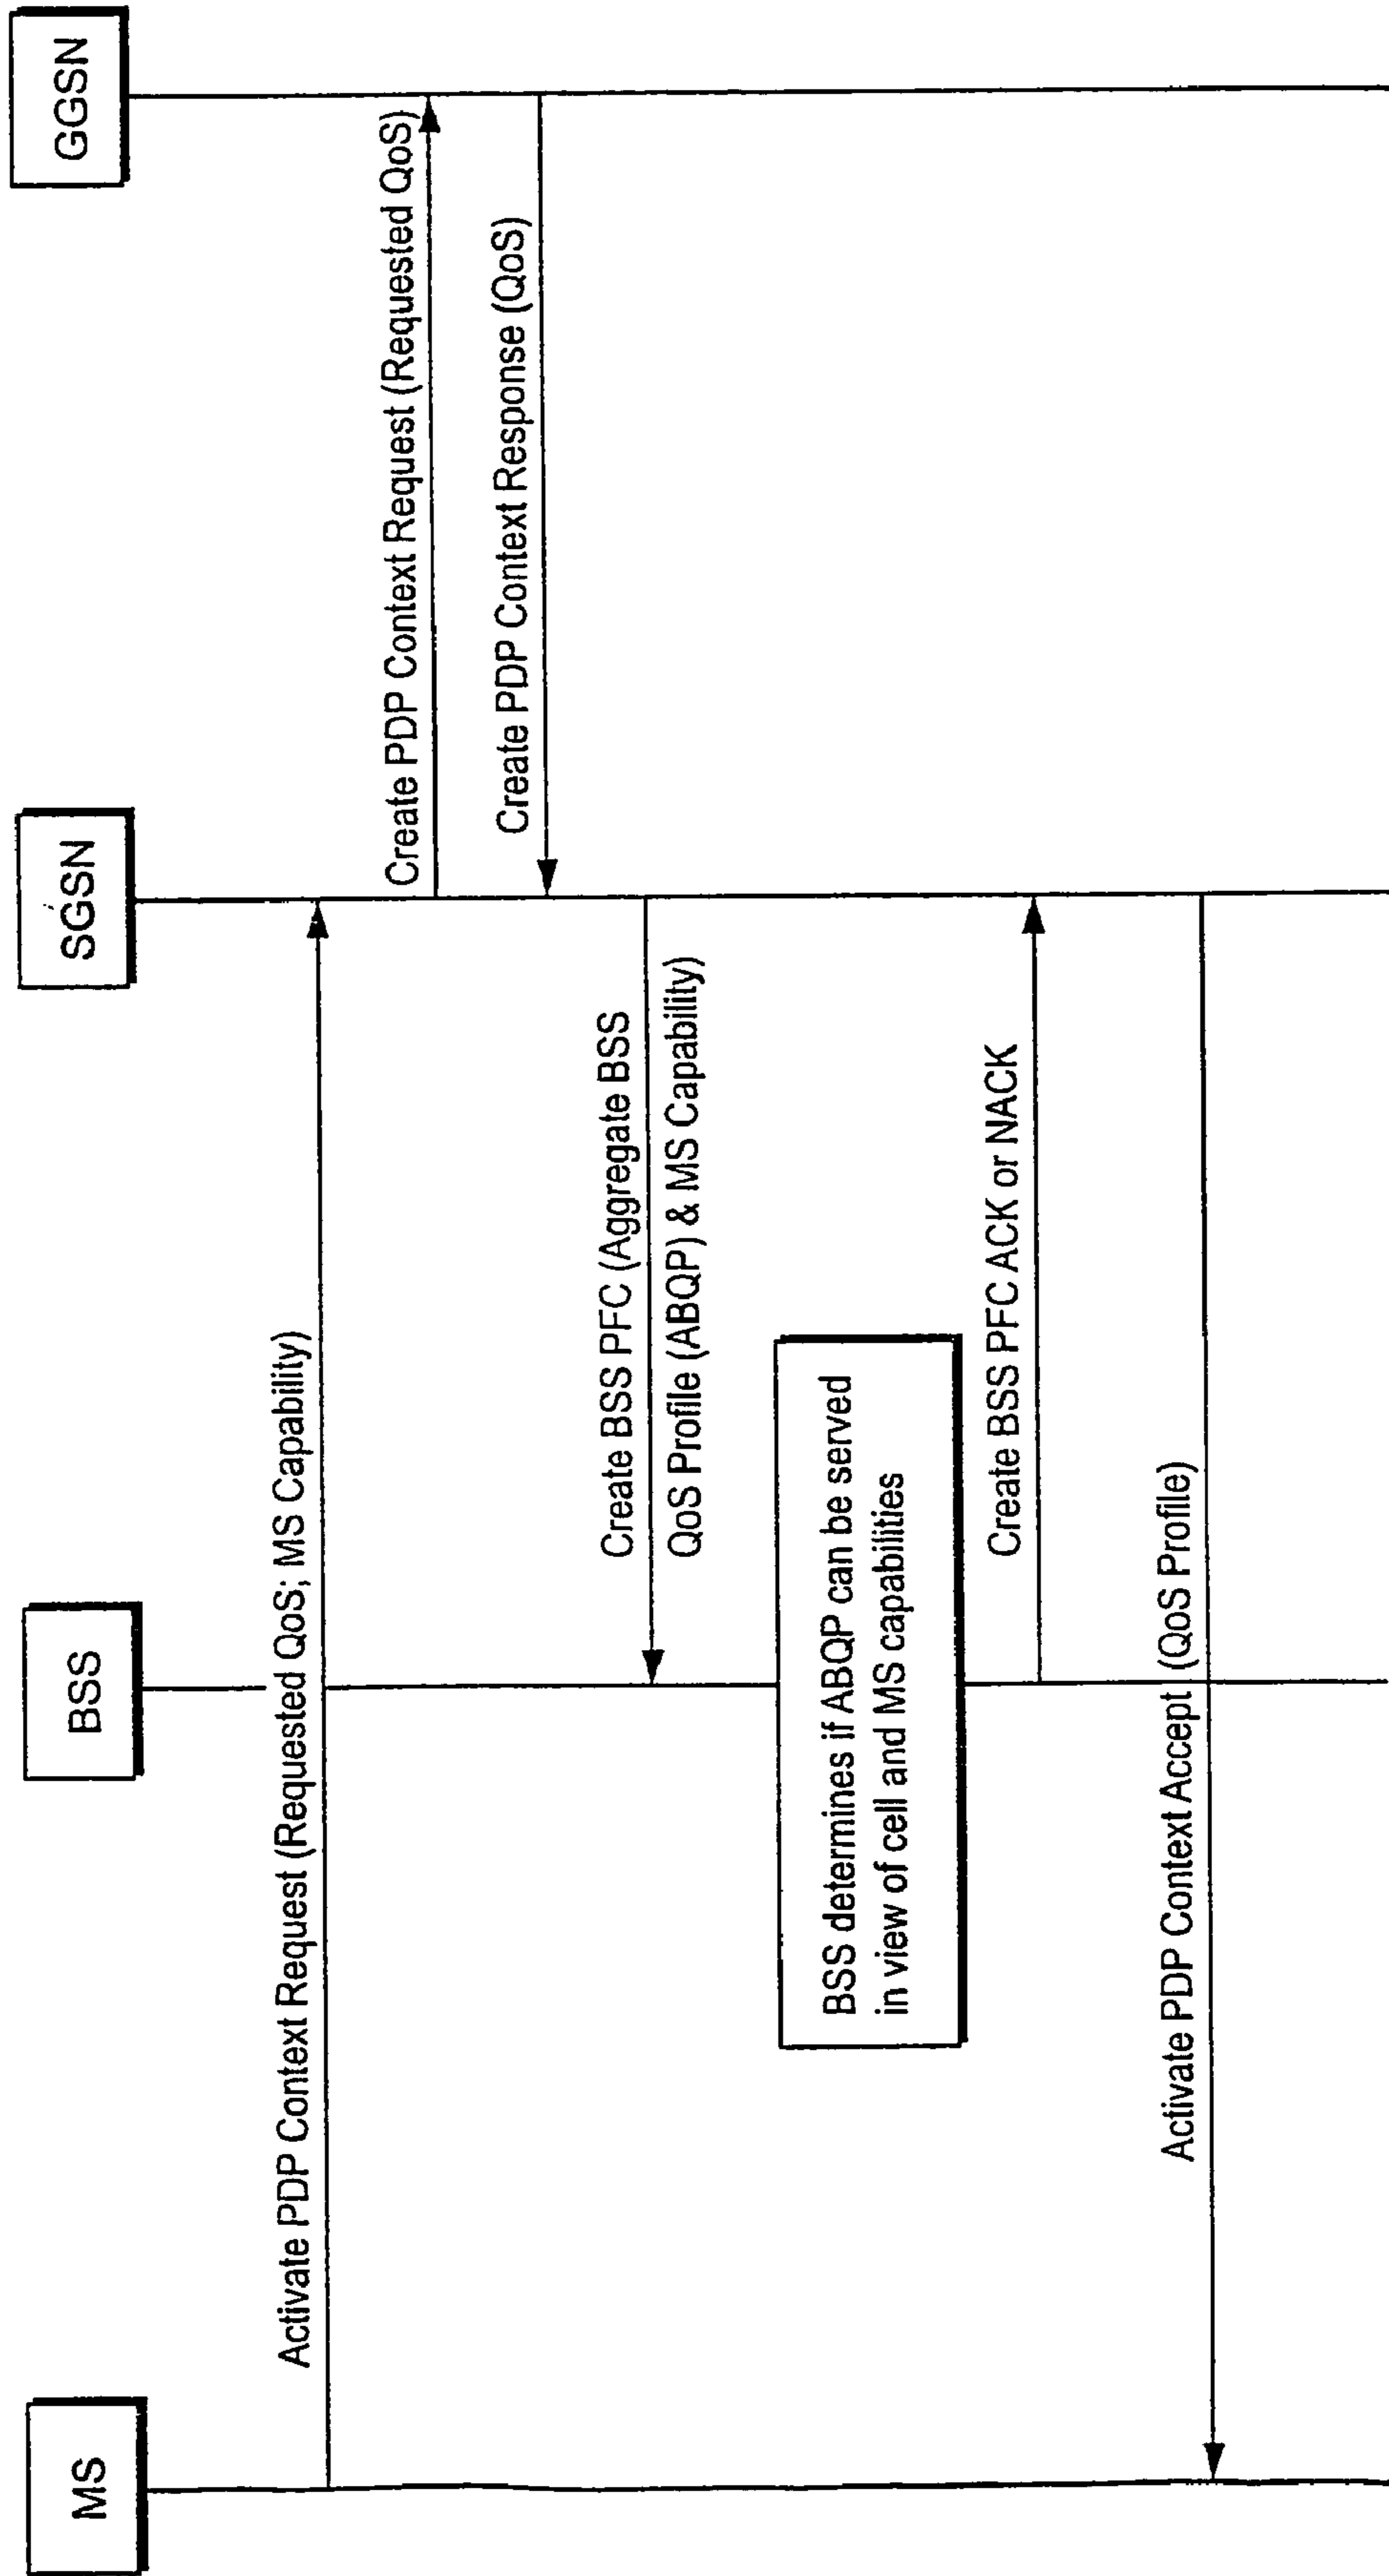 MS
BSS
SGSN
GGSN
Activate PDP Context Request (Requested QoS; MS Capability)
Create PDP Context Request (Requested QoS)
Create PDP Context Response (QoS)
Create BSS PFC (Aggregate BSS
QoS Profile (ABQP) & MS Capability)
BSS determines if ABQP can be served
in view of cell and MS capabilities
Create BSS PFC ACK or NACK
Activate PDP Context Accept (QoS Profile)